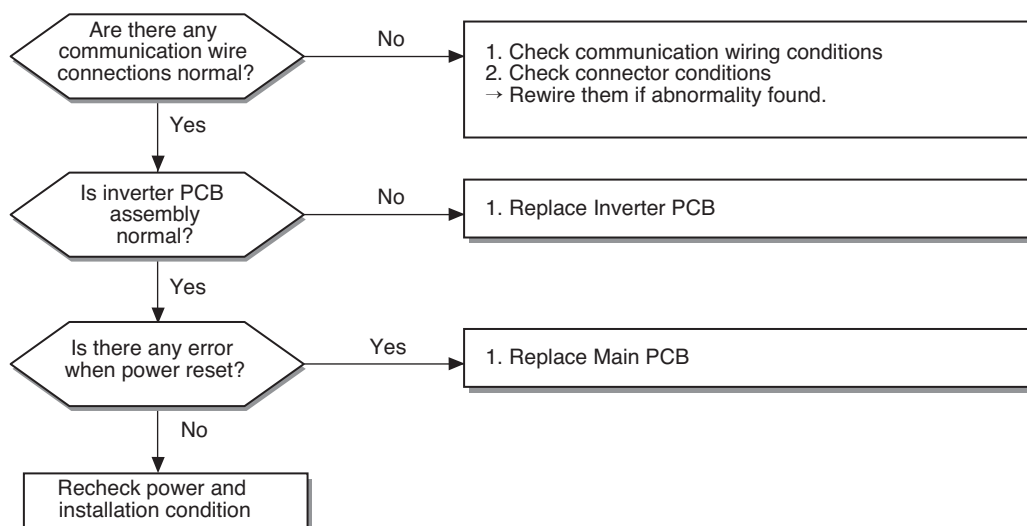 Are there any
communication wire
connections normal?
No
1. Check communication wiring conditions
2. Check connector conditions
→ Rewire them if abnormality found.
Yes
Is inverter PCB
assembly
normal?
No
1. Replace Inverter PCB
Yes
Is there any error
when power reset?
Yes
1. Replace Main PCB
No
Recheck power and
installation condition